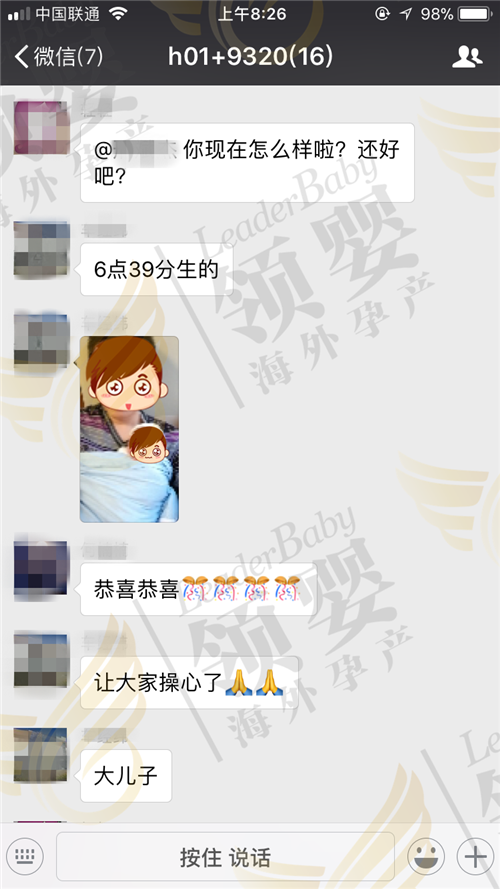 中国联通 上午8:26 98%
微信(7) h01+9320(16)
@ 你现在怎么样啦？还好
吧？
6点39分生的
恭喜恭喜
让大家操心了🙏🙏
大儿子
按住 说话
LeaderBaby
领婴
海外孕产
LeaderBaby
领婴
海外孕产